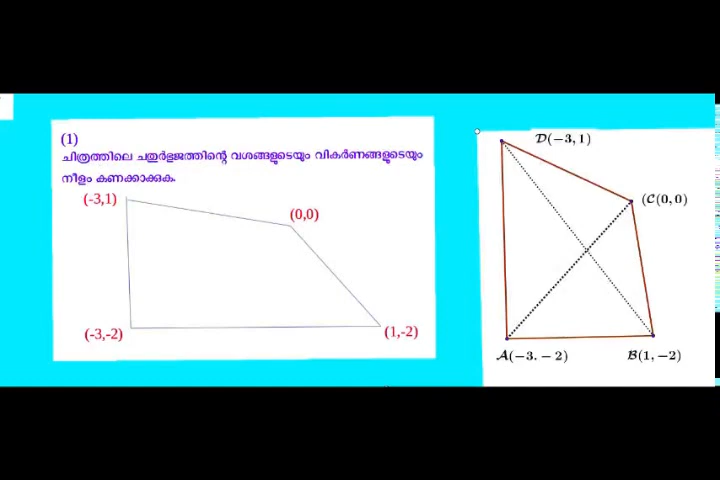 (1)
ചിത്രത്തിലെ ചതുർഭുജത്തിന്റെ വശങ്ങളുടെയും വികർണങ്ങളുടെയും
നീളം കണക്കാക്കുക.
(-3,1)
(0,0)
(-3,-2)
(1,-2)
D(−3, 1)
(C(0, 0)
A(−3. − 2)
B(1, −2)